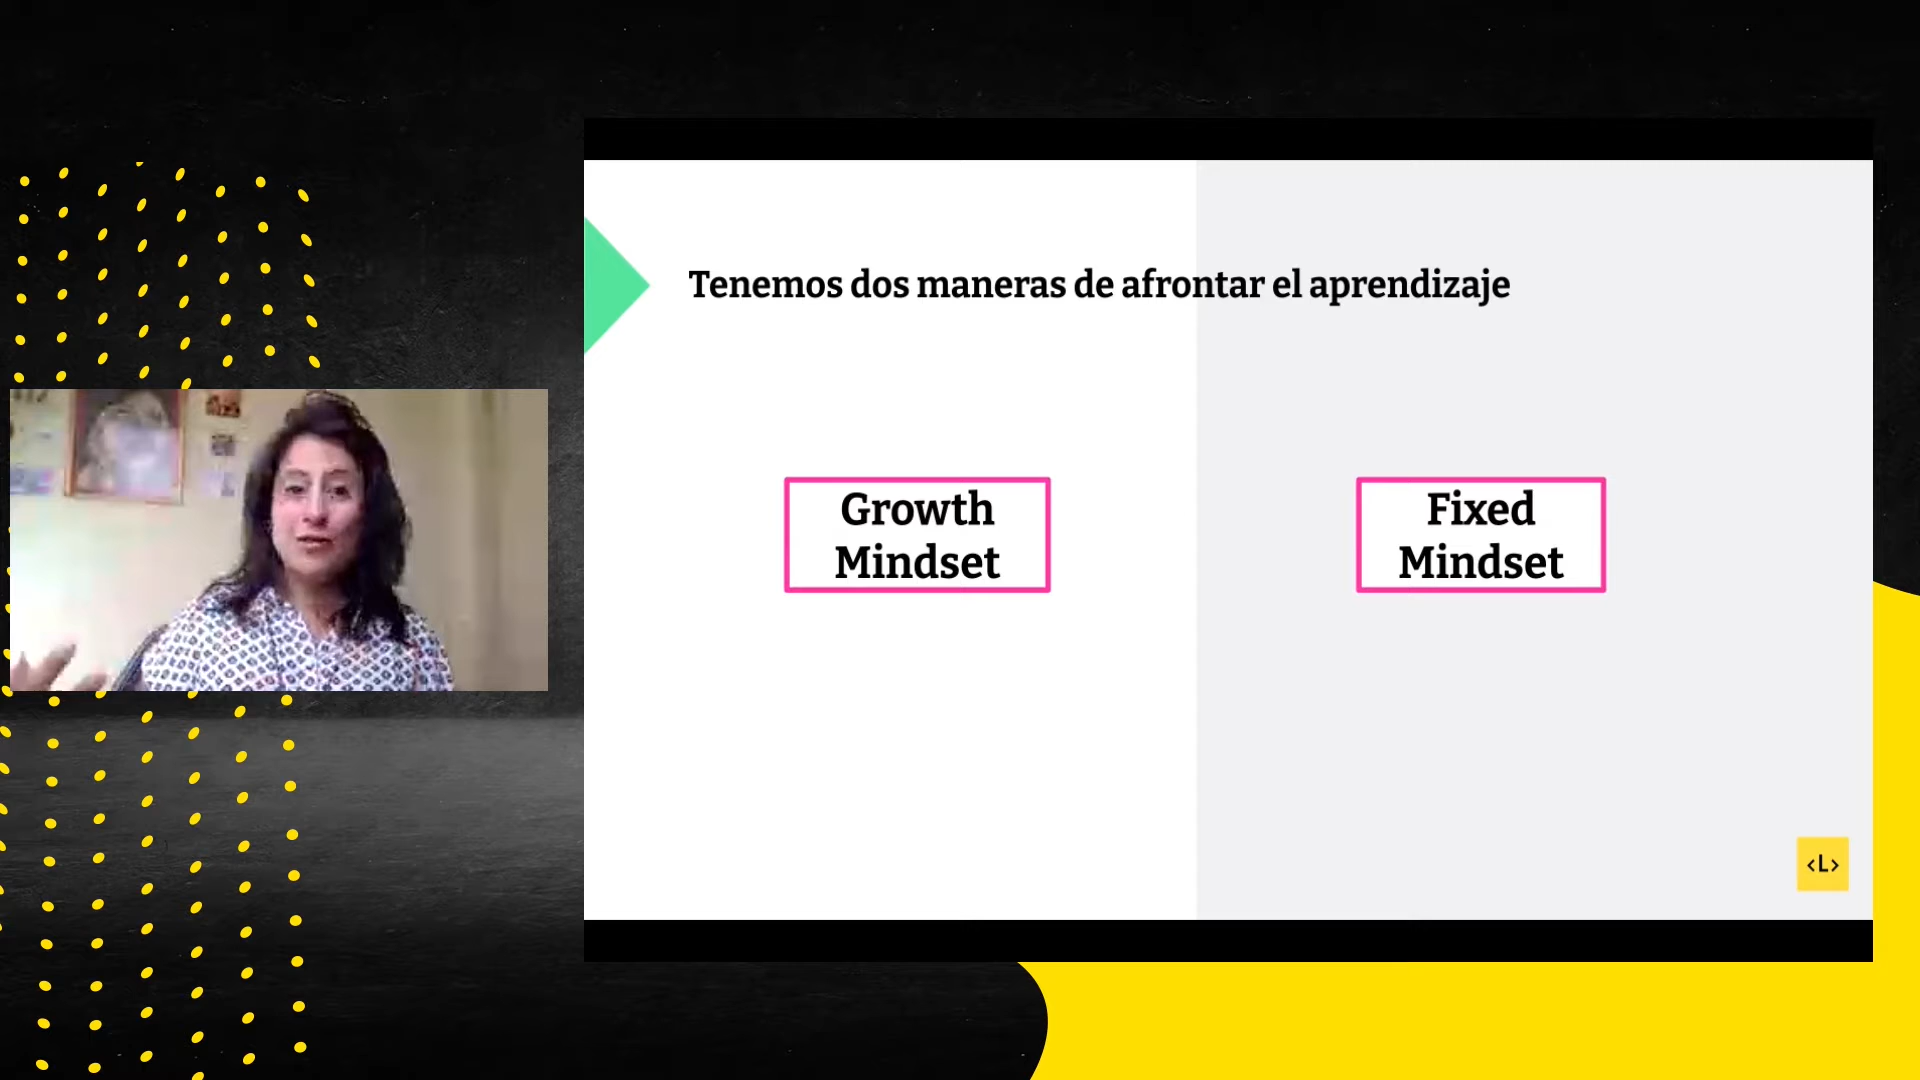 Tenemos dos maneras de afrontar el aprendizaje
Growth
Mindset
Fixed
Mindset
<L>